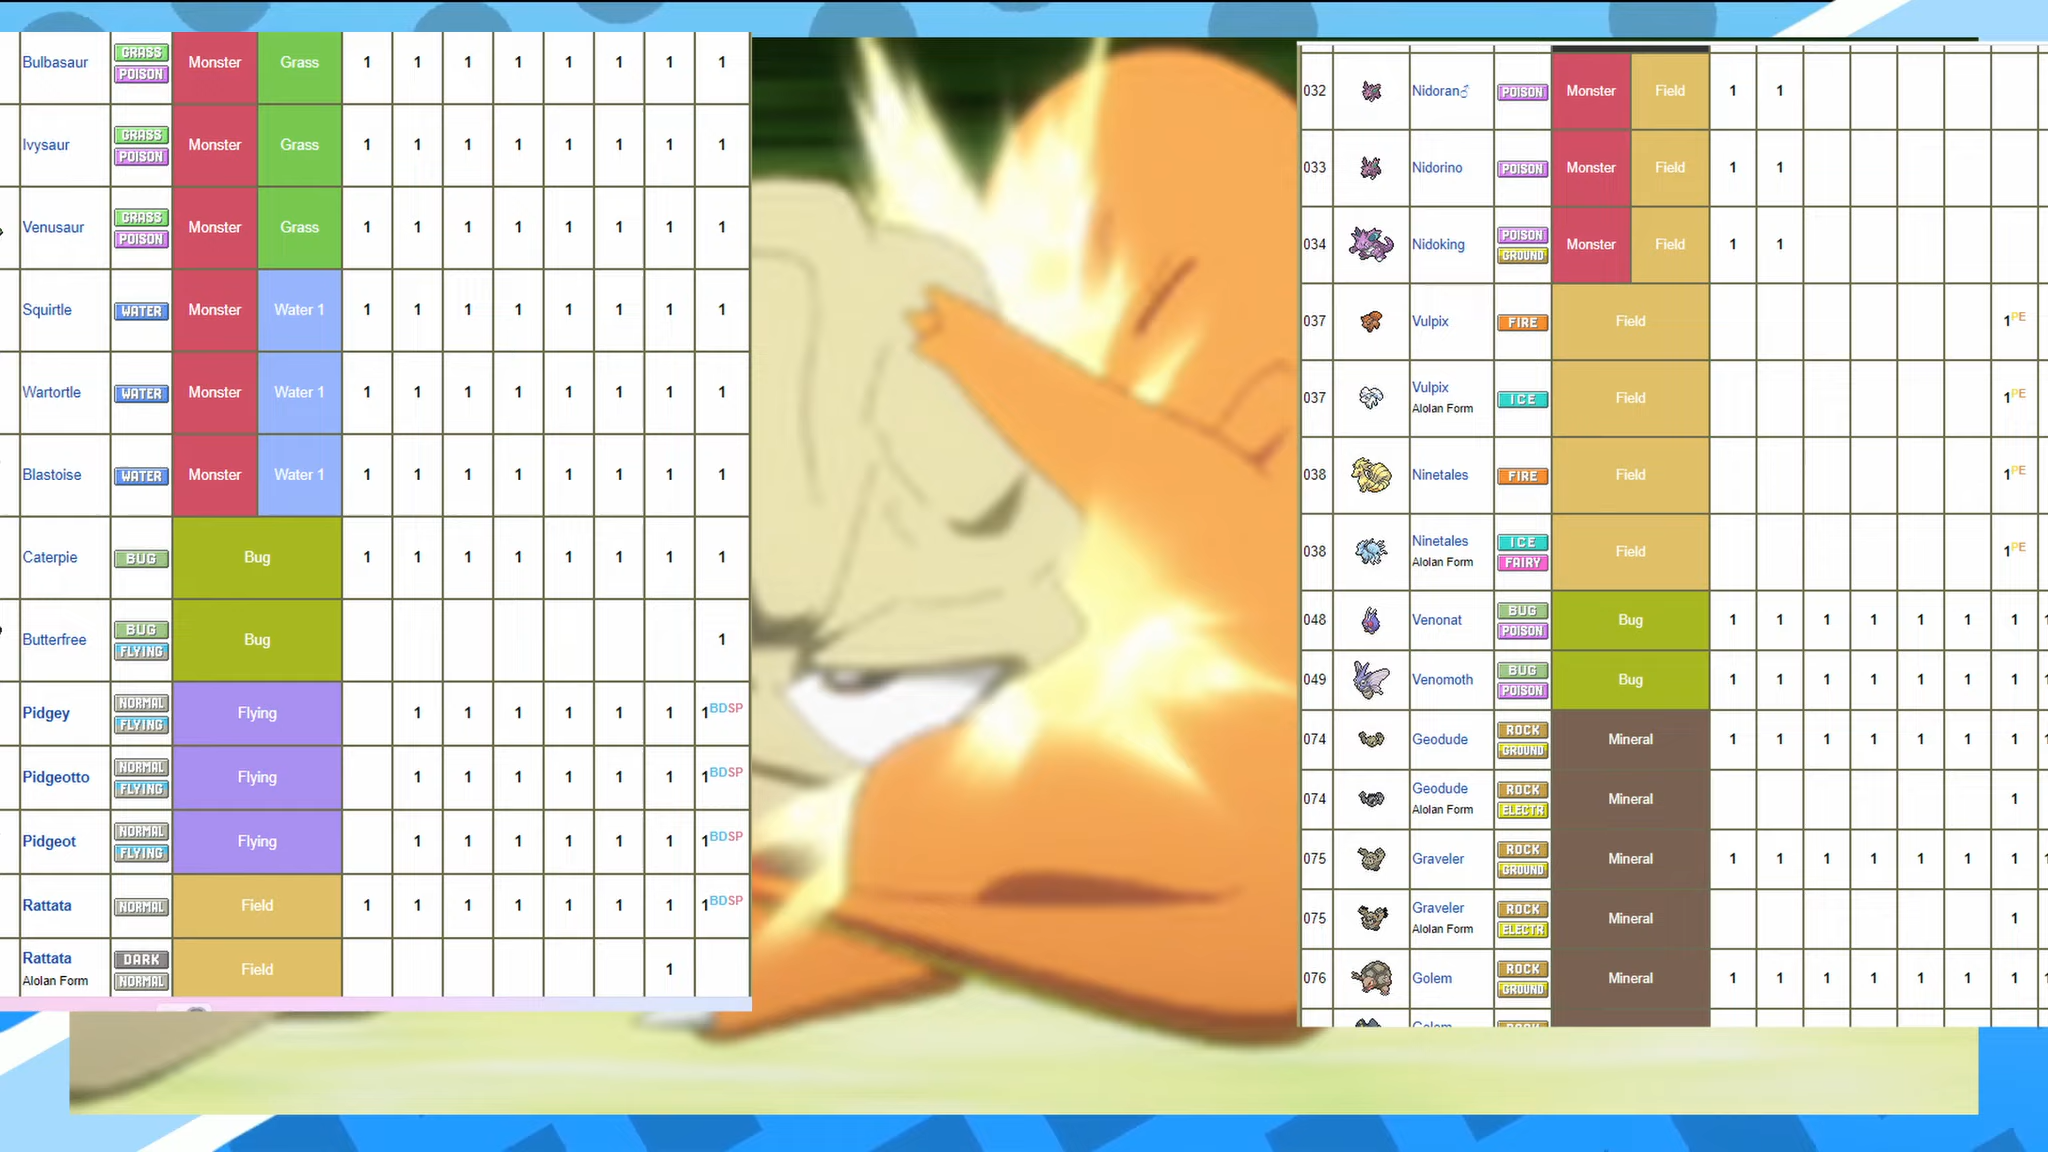 Bulbasaur GRASS POISON Monster Grass 1 1 1 1 1 1 1 1
Ivysaur GRASS POISON Monster Grass 1 1 1 1 1 1 1 1
Venusaur GRASS POISON Monster Grass 1 1 1 1 1 1 1 1
Squirtle WATER Monster Water 1 1 1 1 1 1 1 1 1
Wartortle WATER Monster Water 1 1 1 1 1 1 1 1 1
Blastoise WATER Monster Water 1 1 1 1 1 1 1 1 1
Caterpie BUG Bug 1 1 1 1 1 1 1 1
Butterfree BUG FLYING Bug 1
Pidgey NORMAL FLYING Flying 1 1 1 1 1 1 1BDSP
Pidgeotto NORMAL FLYING Flying 1 1 1 1 1 1 1BDSP
Pidgeot NORMAL FLYING Flying 1 1 1 1 1 1 1BDSP
Rattata NORMAL Field 1 1 1 1 1 1 1 1BDSP
Rattata Alolan Form DARK NORMAL Field 1
032 Nidoran♂ POISON Monster Field 1 1
033 Nidorino POISON Monster Field 1 1
034 Nidoking POISON GROUND Monster Field 1 1
037 Vulpix FIRE Field 1PE
037 Vulpix Alolan Form ICE Field 1PE
038 Ninetales FIRE Field 1PE
038 Ninetales Alolan Form ICE FAIRY Field 1PE
048 Venonat BUG POISON Bug 1 1 1 1 1 1 1 1
049 Venomoth BUG POISON Bug 1 1 1 1 1 1 1 1
074 Geodude ROCK GROUND Mineral 1 1 1 1 1 1 1 1
074 Geodude Alolan Form ROCK ELECTR Mineral 1
075 Graveler ROCK GROUND Mineral 1 1 1 1 1 1 1 1
075 Graveler Alolan Form ROCK ELECTR Mineral 1
076 Golem ROCK GROUND Mineral 1 1 1 1 1 1 1 1